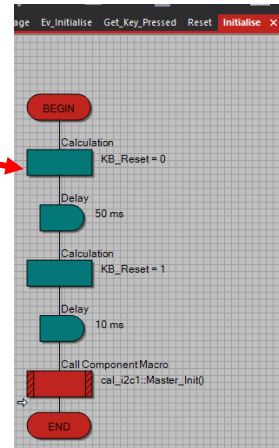 age Ev_Initialise Get_Key_Pressed Reset Initialise ×
BEGIN
Calculation
KB_Reset = 0
Delay
50 ms
Calculation
KB_Reset = 1
Delay
10 ms
Call Component Macro
cal_i2c1::Master_Init()
END